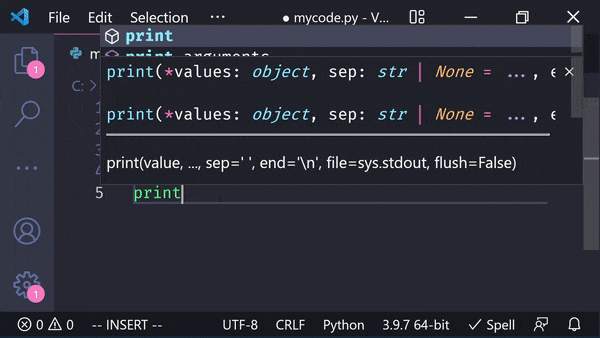 File Edit Selection ··· ● mycode.py - V...
print
print arguments
print(*values: object, sep: str | None = ..., e
C:
print(*values: object, sep: str | None = ..., e
print(value, ..., sep=' ', end='\n', file=sys.stdout, flush=False)
5 print
1
1
0 0 -- INSERT -- UTF-8 CRLF Python 3.9.7 64-bit Spell